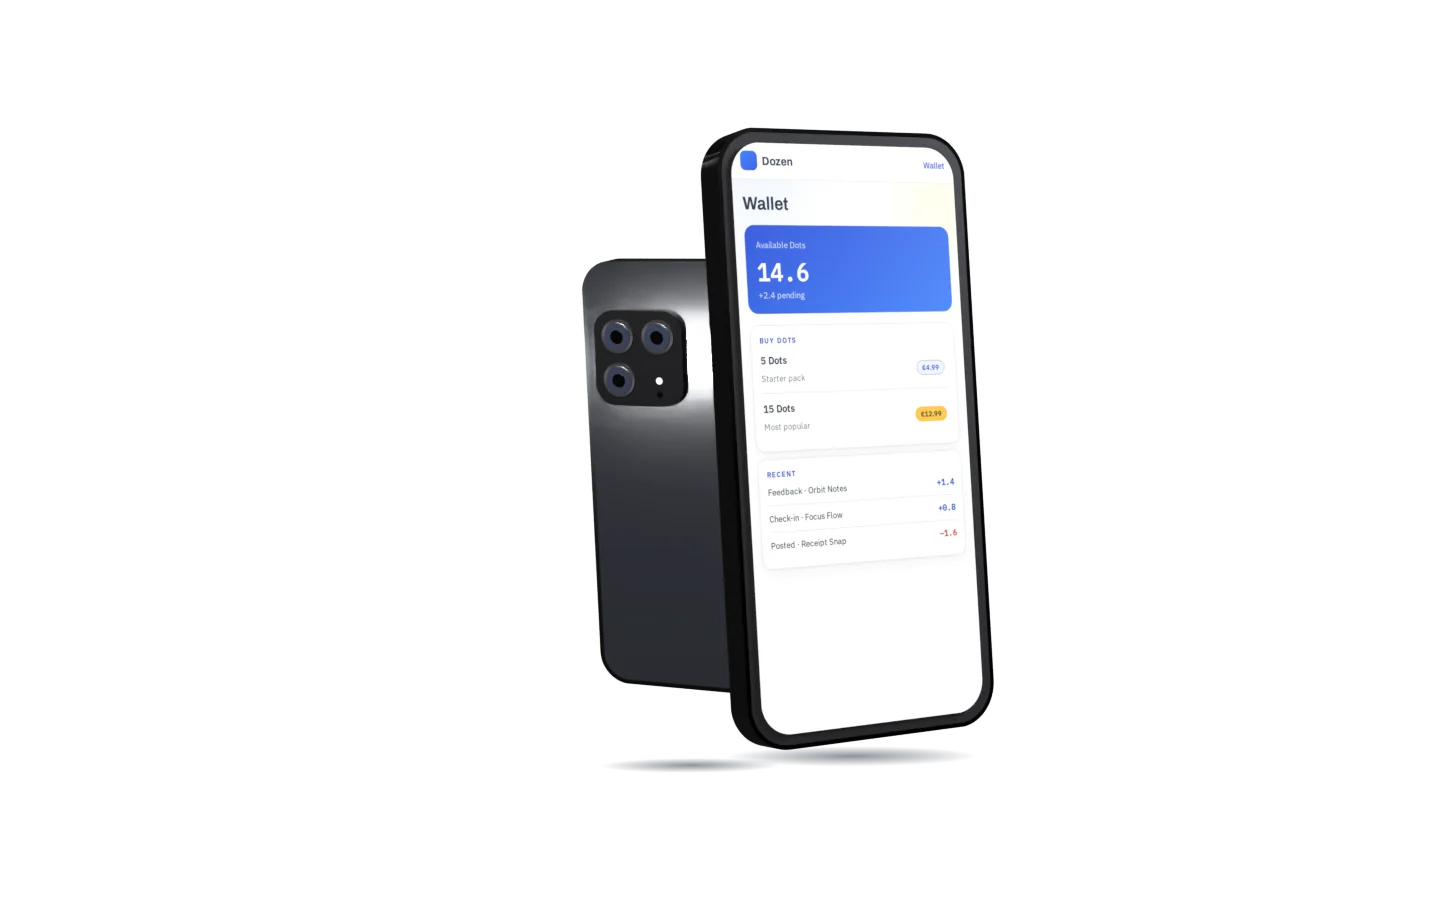 Dozen
Wallet
Wallet
Available Dots
14.6
+2.4 pending
BUY DOTS
5 Dots
Starter pack
€4.99
15 Dots
Most popular
€12.99
RECENT
Feedback · Orbit Notes
+1.4
Check-in · Focus Flow
+0.8
Posted · Receipt Snap
−1.6